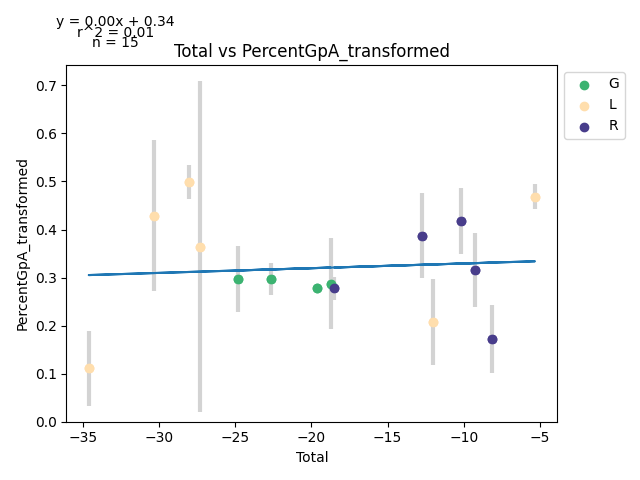 y = 0.00x + 0.34
r^2 = 0.01
n = 15
Total vs PercentGpA_transformed
G
L
R
PercentGpA_transformed
0.7
0.6
0.5
0.4
0.3
0.2
0.1
0.0
−35
−30
−25
−20
−15
−10
−5
Total